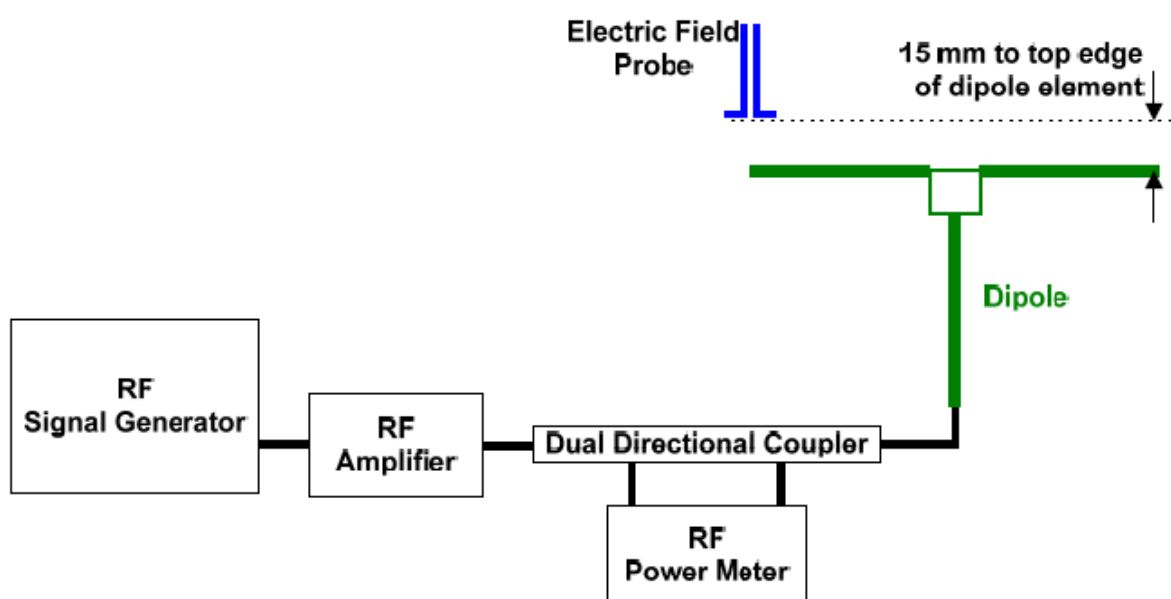 Electric Field
Probe
15 mm to top edge
of dipole element
Dipole
RF
Signal Generator
RF
Amplifier
Dual Directional Coupler
RF
Power Meter